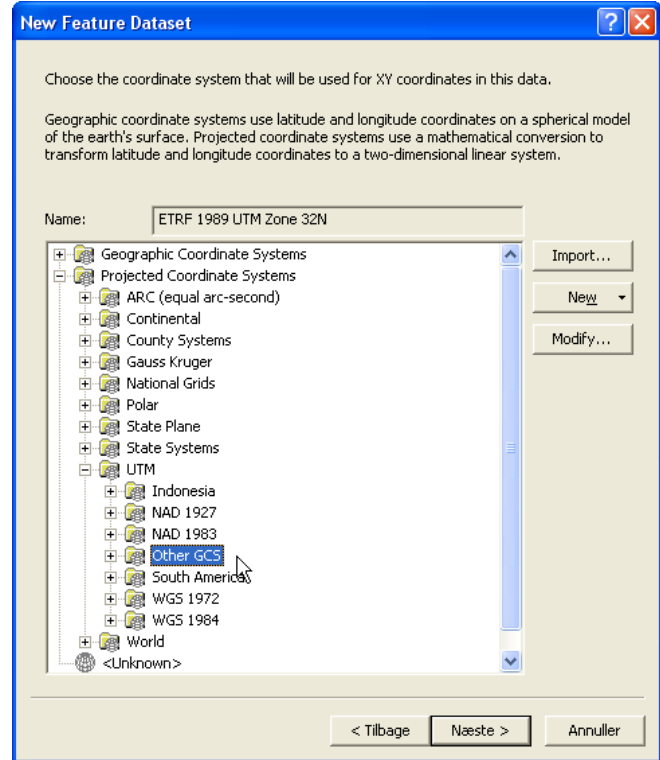 New Feature Dataset
Choose the coordinate system that will be used for XY coordinates in this data.
Geographic coordinate systems use latitude and longitude coordinates on a spherical model
of the earth's surface. Projected coordinate systems use a mathematical conversion to
transform latitude and longitude coordinates to a two-dimensional linear system.
Name: ETRF 1989 UTM Zone 32N
Geographic Coordinate Systems
Projected Coordinate Systems
ARC (equal arc-second)
Continental
County Systems
Gauss Kruger
National Grids
Polar
State Plane
State Systems
UTM
Indonesia
NAD 1927
NAD 1983
Other GCS
South America
WGS 1972
WGS 1984
World
<Unknown>
Import...
New
Modify...
< Tilbage
Næste >
Annuller